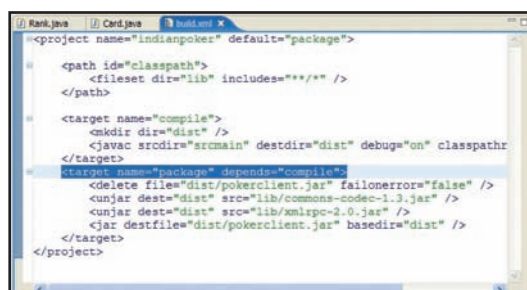 Rank.java Card.java build.xml
<project name="indianpoker" default="package">
<path id="classpath">
<fileset dir="lib" includes="**/*" />
</path>
<target name="compile">
<mkdir dir="dist" />
<javac srcdir="srcmain" destdir="dist" debug="on" classpathr
</target>
<target name="package" depends="compile">
<delete file="dist/pokerclient.jar" failonerror="false" />
<unjar dest="dist" src="lib/commons-codec-1.3.jar" />
<unjar dest="dist" src="lib/xmlrpc-2.0.jar" />
<jar destfile="dist/pokerclient.jar" basedir="dist" />
</target>
</project>